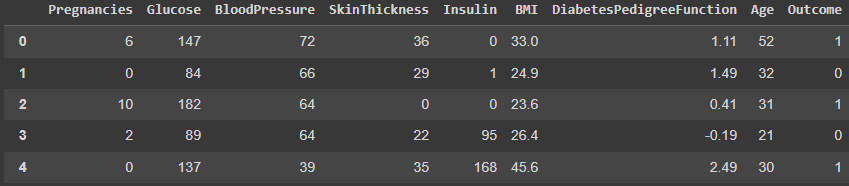 Pregnancies Glucose BloodPressure SkinThickness Insulin BMI DiabetesPedigreeFunction Age Outcome
0 6 147 72 36 0 33.0 1.11 52 1
1 0 84 66 29 1 24.9 1.49 32 0
2 10 182 64 0 0 23.6 0.41 31 1
3 2 89 64 22 95 26.4 -0.19 21 0
4 0 137 39 35 168 45.6 2.49 30 1